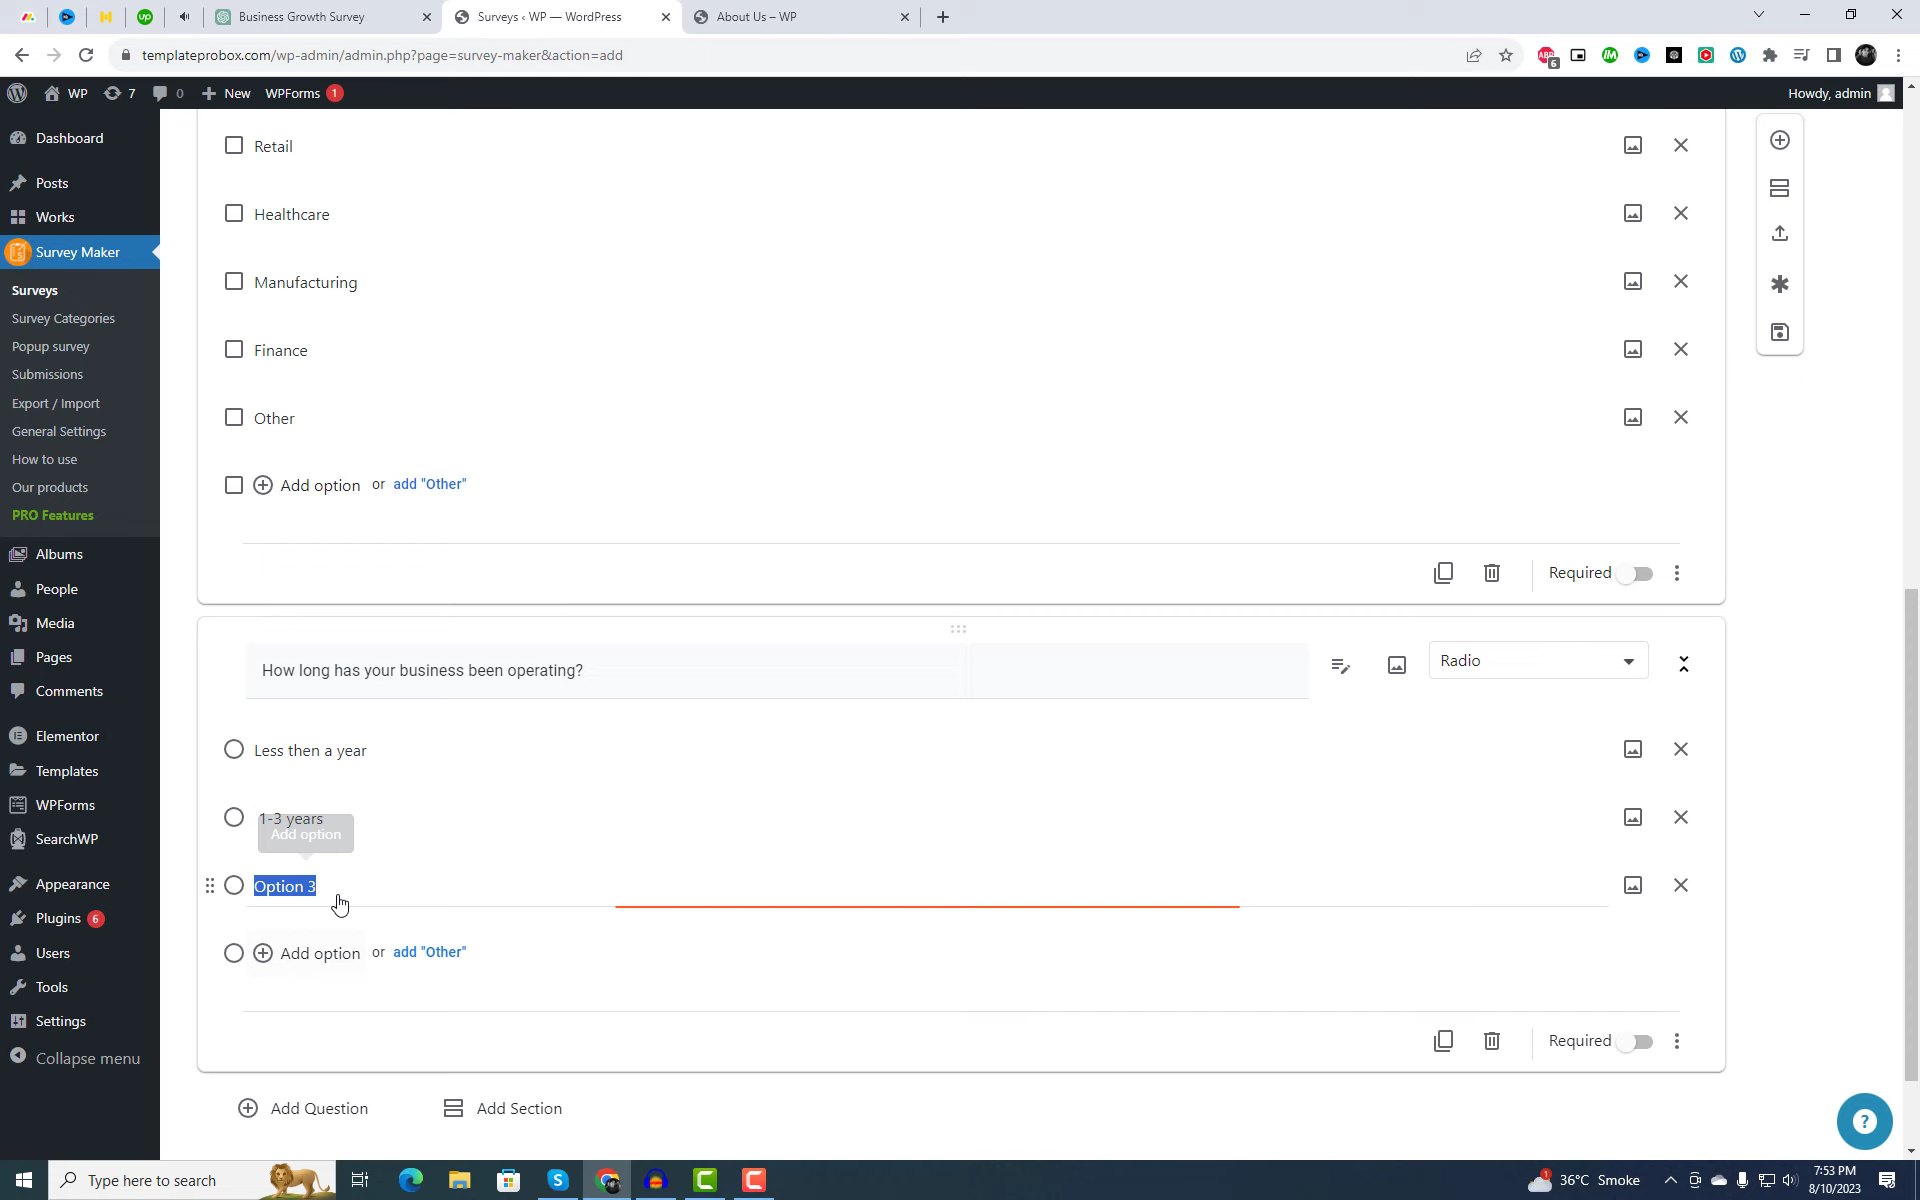 Business Growth Survey
Surveys ‹ WP — WordPress
About Us – WP
templateprobox.com/wp-admin/admin.php?page=survey-maker&action=add
ABP
6
WP
7
0
New
WPForms
1
Howdy, admin
Dashboard
Posts
Works
Survey Maker
Surveys
Survey Categories
Popup survey
Submissions
Export / Import
General Settings
How to use
Our products
PRO Features
Albums
People
Media
Pages
Comments
Elementor
Templates
WPForms
SearchWP
Appearance
Plugins 6
Users
Tools
Settings
Collapse menu
Retail
Healthcare
Manufacturing
Finance
Other
Add option or add "Other"
Required
How long has your business been operating?
Radio
Less then a year
1-3 years
Add option
Option 3
Add option or add "Other"
Required
Add Question
Add Section
?
Type here to search
1
36°C Smoke
7:53 PM
8/10/2023